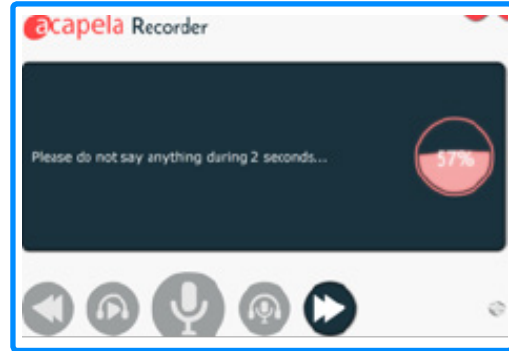 acapela Recorder
Please do not say anything during 2 seconds...
57%